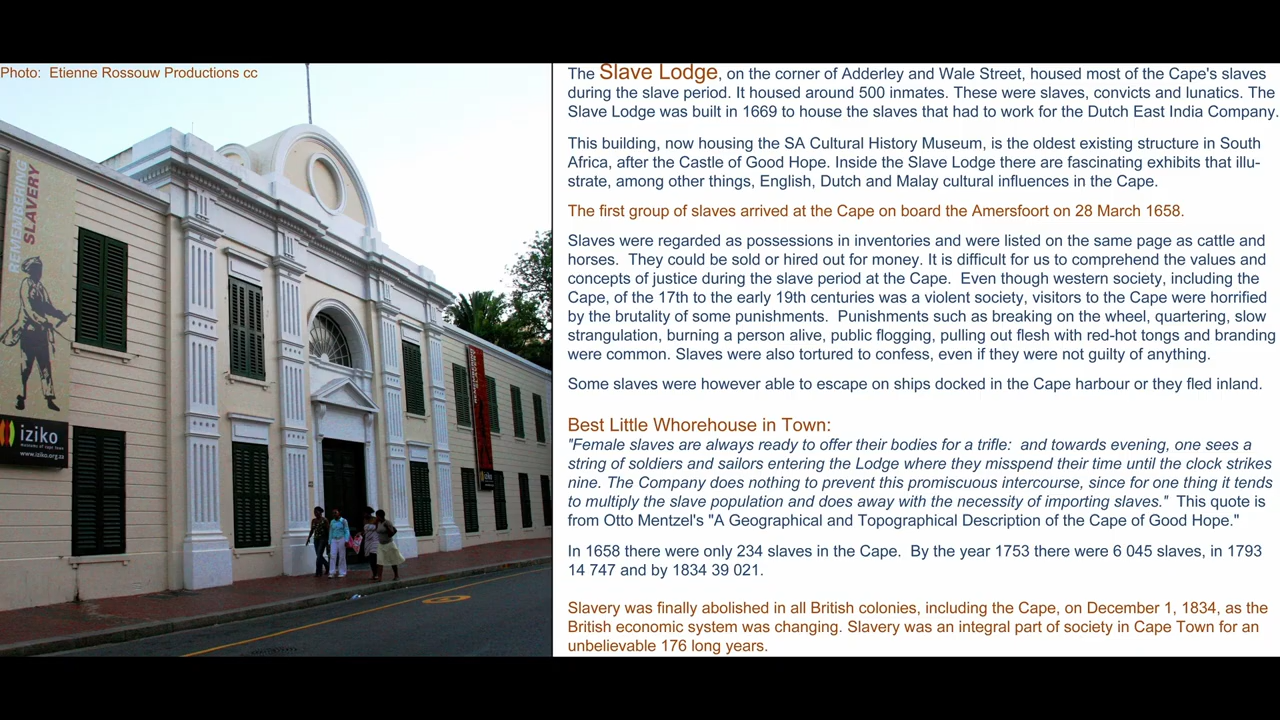 Photo: Etienne Rossouw Productions cc
REMEMBERING
SLAVERY
iziko
museums of cape town
www.iziko.org.za
iziko
The Slave Lodge, on the corner of Adderley and Wale Street, housed most of the Cape's slaves
during the slave period. It housed around 500 inmates. These were slaves, convicts and lunatics. The
Slave Lodge was built in 1669 to house the slaves that had to work for the Dutch East India Company.
This building, now housing the SA Cultural History Museum, is the oldest existing structure in South
Africa, after the Castle of Good Hope. Inside the Slave Lodge there are fascinating exhibits that illu-
strate, among other things, English, Dutch and Malay cultural influences in the Cape.
The first group of slaves arrived at the Cape on board the Amersfoort on 28 March 1658.
Slaves were regarded as possessions in inventories and were listed on the same page as cattle and
horses. They could be sold or hired out for money. It is difficult for us to comprehend the values and
concepts of justice during the slave period at the Cape. Even though western society, including the
Cape, of the 17th to the early 19th centuries was a violent society, visitors to the Cape were horrified
by the brutality of some punishments. Punishments such as breaking on the wheel, quartering, slow
strangulation, burning a person alive, public flogging, pulling out flesh with red-hot tongs and branding
were common. Slaves were also tortured to confess, even if they were not guilty of anything.
Some slaves were however able to escape on ships docked in the Cape harbour or they fled inland.
Best Little Whorehouse in Town:
"Female slaves are always ready to offer their bodies for a trifle: and towards evening, one sees a
string of soldiers and sailors entering the Lodge where they misspend their time until the clock strikes
nine. The Company does nothing to prevent this promiscuous intercourse, since for one thing it tends
to multiply the slave population and does away with the necessity of importing slaves." This quote is
from Otto Mentzel's "A Geographical and Topographical Description of the Cape of Good Hope."
In 1658 there were only 234 slaves in the Cape. By the year 1753 there were 6 045 slaves, in 1793
14 747 and by 1834 39 021.
Slavery was finally abolished in all British colonies, including the Cape, on December 1, 1834, as the
British economic system was changing. Slavery was an integral part of society in Cape Town for an
unbelievable 176 long years.